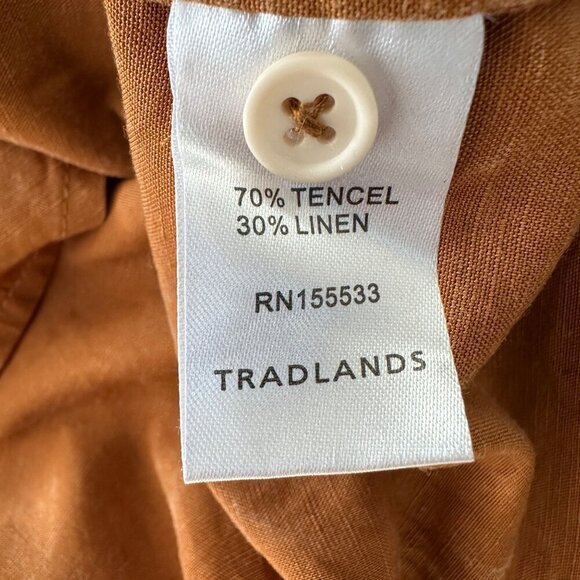 70% TENCEL
30% LINEN
RN155533
TRADLANDS